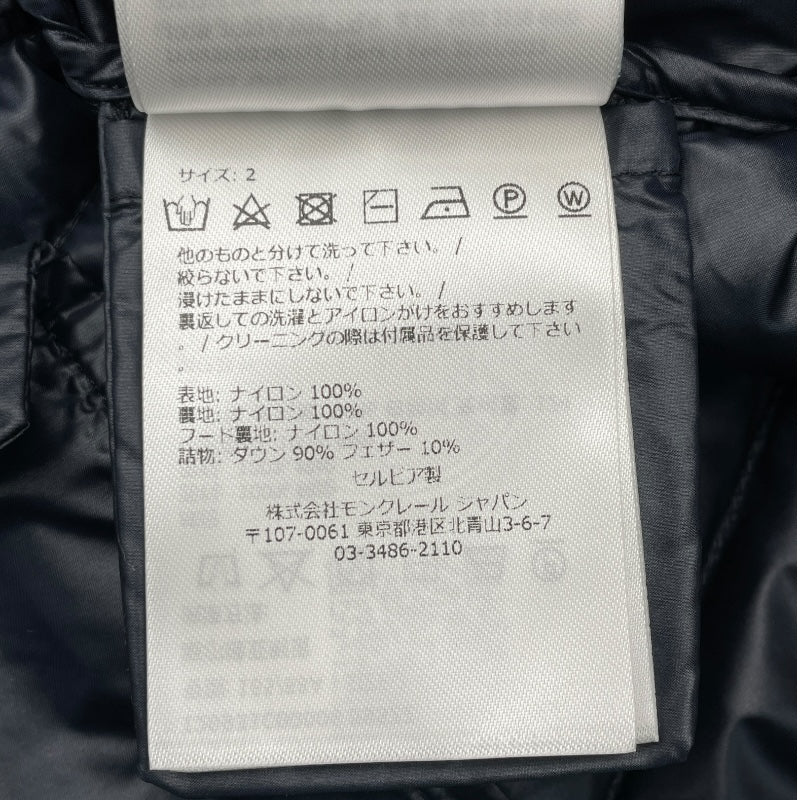 サイズ: 2
P W
他のものと分けて洗って下さい。 /
絞らないで下さい。 /
浸けたままにしないで下さい。 /
裏返しての洗濯とアイロンがけをおすすめします
。 / クリーニングの際は付属品を保護して下さい
。
表地: ナイロン 100%
裏地: ナイロン 100%
フード裏地: ナイロン 100%
詰物: ダウン 90% フェザー 10%
セルビア製
株式会社モンクレール ジャパン
〒107-0061 東京都港区北青山3-6-7
03-3486-2110